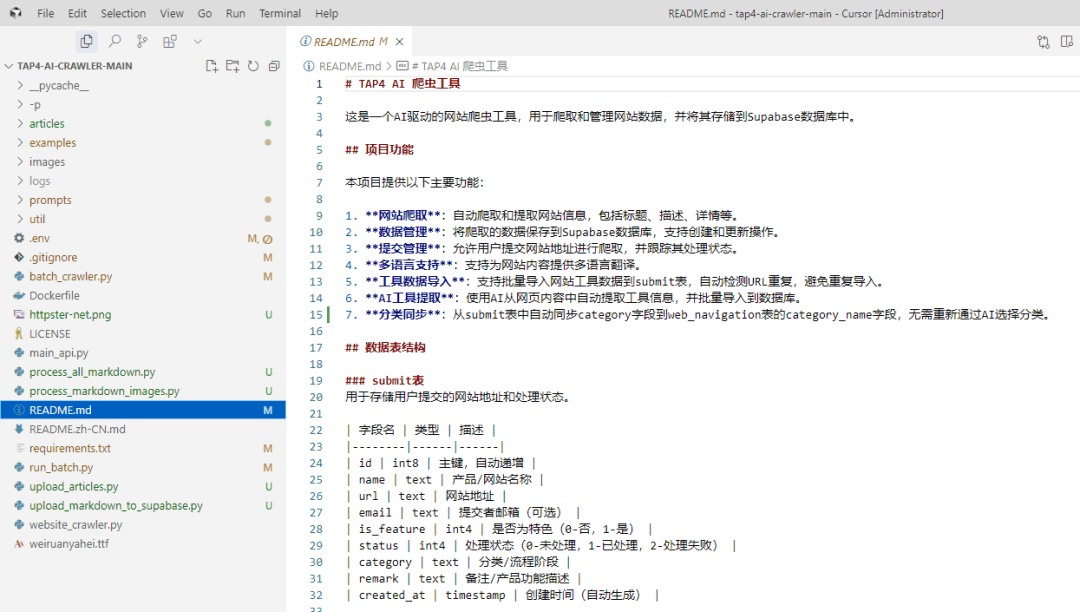 File Edit Selection View Go Run Terminal Help
README.md - tap4-ai-crawler-main - Cursor [Administrator]
TAP4-AI-CRAWLER-MAIN
__pycache__
-p
articles
examples
images
logs
prompts
util
.env M,
.gitignore M
batch_crawler.py M
Dockerfile
httpster-net.png U
LICENSE
main_api.py
process_all_markdown.py U
process_markdown_images.py U
README.md M
README.zh-CN.md
requirements.txt M
run_batch.py M
upload_articles.py U
upload_markdown_to_supabase.py U
website_crawler.py
weiruanyahei.ttf
README.md M
README.md > # TAP4 AI 爬虫工具
1 # TAP4 AI 爬虫工具
2
3 这是一个AI驱动的网站爬虫工具，用于爬取和管理网站数据，并将其存储到Supabase数据库中。
4
5 ## 项目功能
6
7 本项目提供以下主要功能：
8
9 1. **网站爬取**：自动爬取和提取网站信息，包括标题、描述、详情等。
10 2. **数据管理**：将爬取的数据保存到Supabase数据库，支持创建和更新操作。
11 3. **提交管理**：允许用户提交网站地址进行爬取，并跟踪其处理状态。
12 4. **多语言支持**：支持为网站内容提供多语言翻译。
13 5. **工具数据导入**：支持批量导入网站工具数据到submit表，自动检测URL重复，避免重复导入。
14 6. **AI工具提取**：使用AI从网页内容中自动提取工具信息，并批量导入到数据库。
15 7. **分类同步**：从submit表中自动同步category字段到web_navigation表的category_name字段，无需重新通过AI选择分类。
16
17 ## 数据表结构
18
19 ### submit表
20 用于存储用户提交的网站地址和处理状态。
21
22 | 字段名 | 类型 | 描述 |
23 |--------|------|------|
24 | id | int8 | 主键，自动递增 |
25 | name | text | 产品/网站名称 |
26 | url | text | 网站地址 |
27 | email | text | 提交者邮箱（可选） |
28 | is_feature | int4 | 是否为特色（0-否，1-是） |
29 | status | int4 | 处理状态（0-未处理，1-已处理，2-处理失败） |
30 | category | text | 分类/流程阶段 |
31 | remark | text | 备注/产品功能描述 |
32 | created_at | timestamp | 创建时间（自动生成） |
33